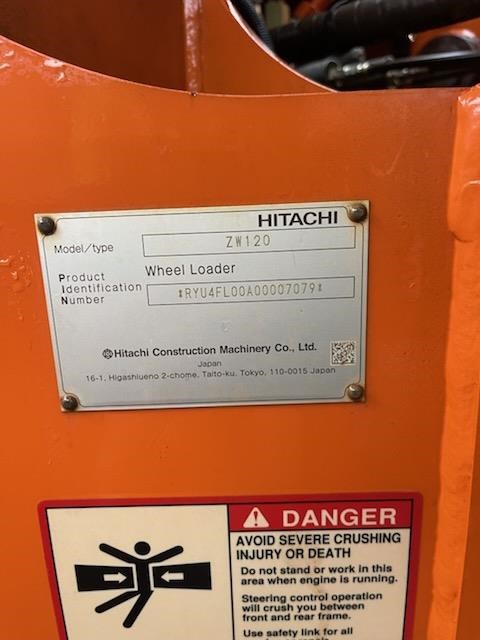 HITACHI
Model/type ZW120
Product Identification Number
Wheel Loader
*RYU4FL00A00007079*
Hitachi Construction Machinery Co., Ltd.
Japan
16-1, Higashiueno 2-chome, Taito-ku, Tokyo, 110-0015 Japan
DANGER
AVOID SEVERE CRUSHING
INJURY OR DEATH
Do not stand or work in this
area when engine is running.
Steering control operation
will crush you between
front and rear frame.
Use safety link for all